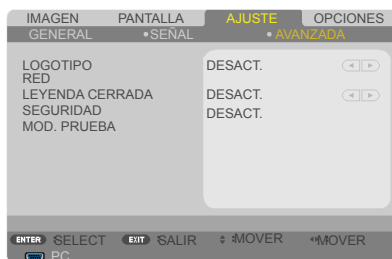 IMAGEN PANTALLA AJUSTE OPCIONES
GENERAL •SEÑAL • AVANZADA
LOGOTIPO DESACT.
RED
LEYENDA CERRADA DESACT.
SEGURIDAD DESACT.
MOD. PRUEBA
ENTER :SELECT EXIT :SALIR :MOVER :MOVER
PC